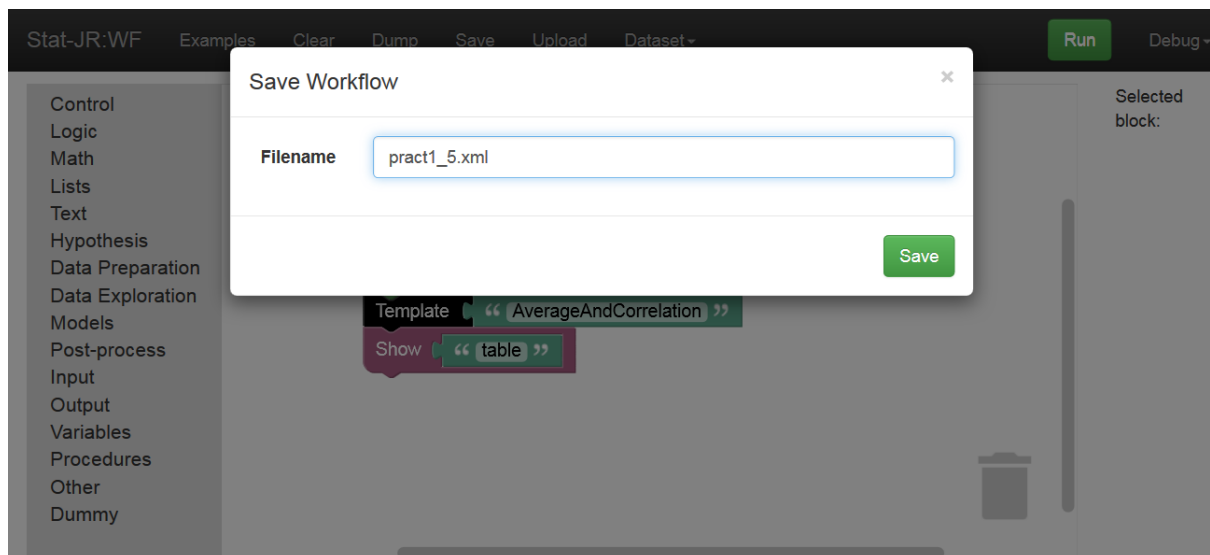 Stat-JR:WF Examples Clear Dump Save Upload Dataset Run Debug
Save Workflow ×
Filename pract1_5.xml
Save
Control
Logic
Math
Lists
Text
Hypothesis
Data Preparation
Data Exploration
Models
Post-process
Input
Output
Variables
Procedures
Other
Dummy
Template “ AverageAndCorrelation ”
Show “ table ”
Selected
block: